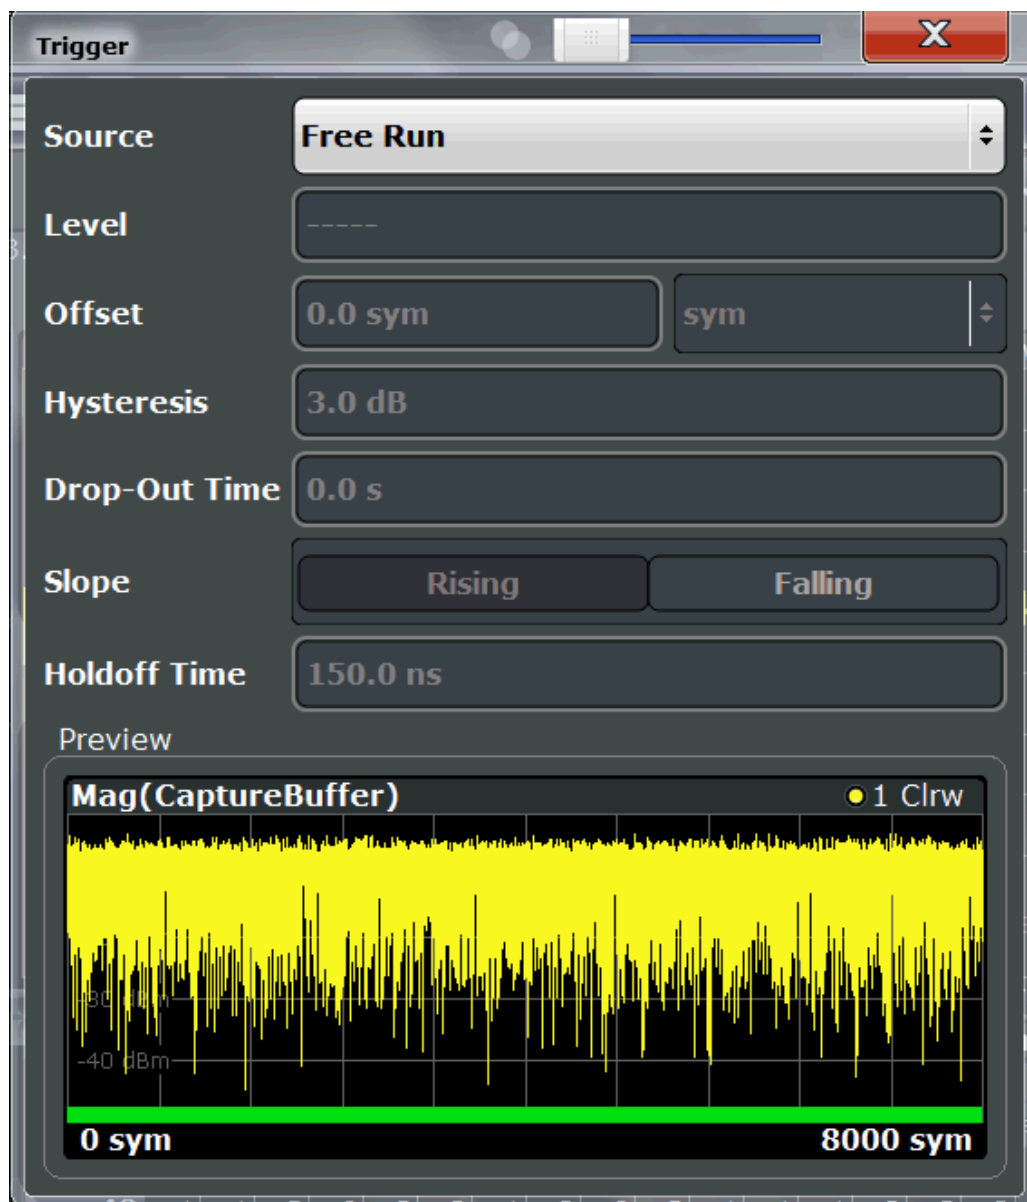 Trigger
Source Free Run
Level -----
Offset 0.0 sym sym
Hysteresis 3.0 dB
Drop-Out Time 0.0 s
Slope Rising Falling
Holdoff Time 150.0 ns
Preview
Mag(CaptureBuffer) 1 Clrw
-40 dBm
0 sym 8000 sym